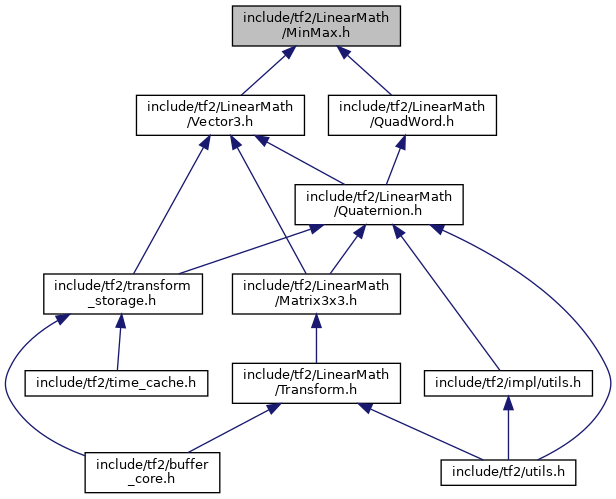 include/tf2/LinearMath
/MinMax.h
include/tf2/LinearMath
/Vector3.h
include/tf2/LinearMath
/QuadWord.h
include/tf2/LinearMath
/Quaternion.h
include/tf2/transform
_storage.h
include/tf2/LinearMath
/Matrix3x3.h
include/tf2/time_cache.h
include/tf2/LinearMath
/Transform.h
include/tf2/impl/utils.h
include/tf2/buffer
_core.h
include/tf2/utils.h